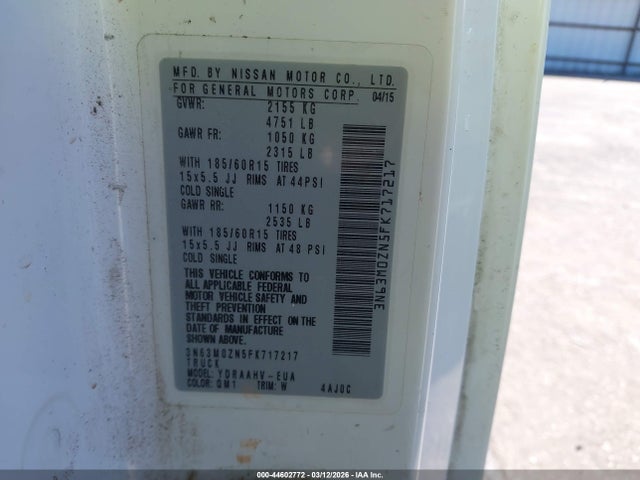 MFD. BY NISSAN MOTOR CO., LTD.
FOR GENERAL MOTORS CORP. 04/15
GVWR: 2155 KG
4751 LB
GAWR FR: 1050 KG
2315 LB
WITH 185/60R15 TIRES
15x5.5 JJ RIMS AT 44PSI
COLD SINGLE
GAWR RR: 1150 KG
2535 LB
WITH 185/60R15 TIRES
15x5.5 JJ RIMS AT 48 PSI
COLD SINGLE
THIS VEHICLE CONFORMS TO
ALL APPLICABLE FEDERAL
MOTOR VEHICLE SAFETY AND
THEFT PREVENTION
STANDARDS IN EFFECT ON THE
DATE OF MANUFACTURE SHOWN
ABOVE.
3N63M0ZN5FK717217
TRUCK
MODEL: YDRAAHV-EUA
COLOR: QM1 TRIM: W 4AJ0C
3N63M0ZN5FK717217
000-44602772 - 03/12/2026 - IAA Inc.